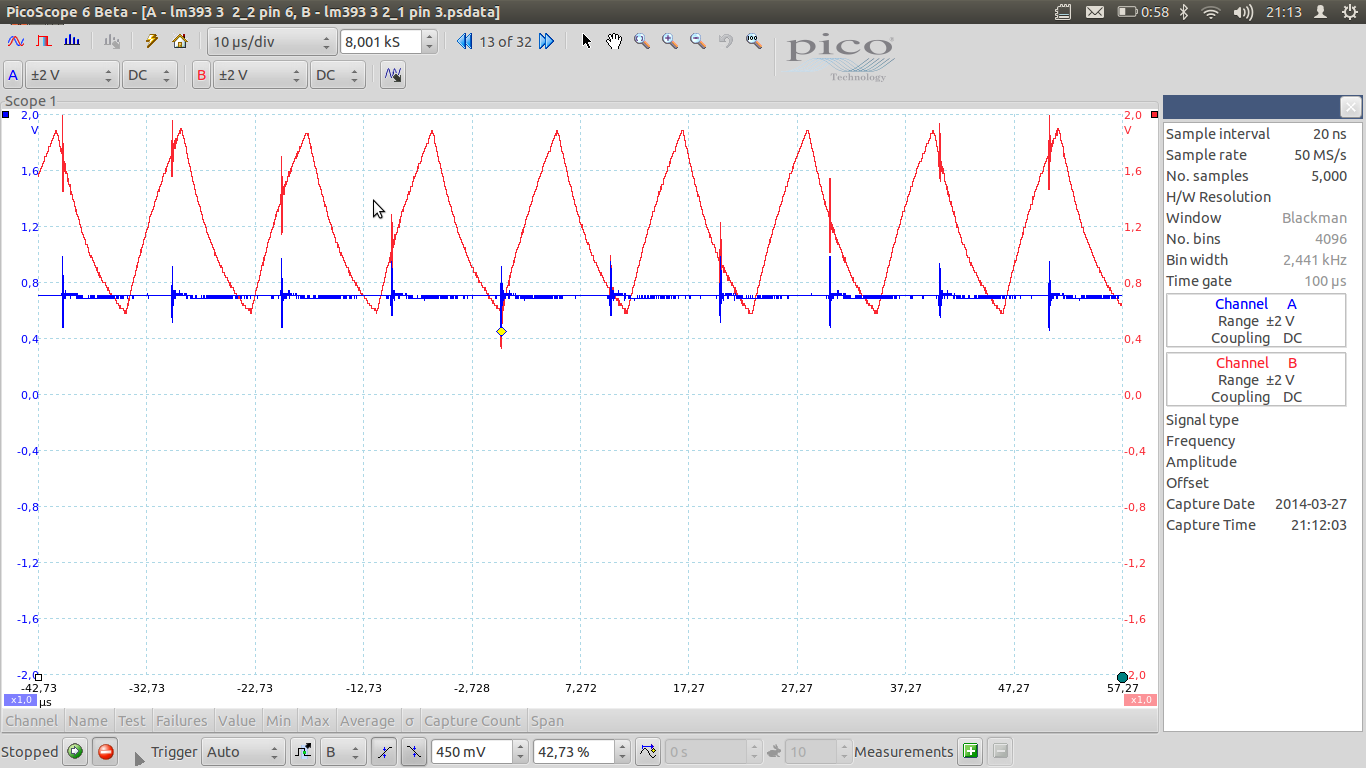 PicoScope 6 Beta - [A - lm393 3  2_2 pin 6, B - lm393 3 2_1 pin 3.psdata]
0:58
21:13
10 µs/div
8,001 kS
13 of 32
pico
Technology
A
±2 V
DC
B
±2 V
DC
Scope 1
2,0
V
1,6
1,2
0,8
0,4
0,0
-0,4
-0,8
-1,2
-1,6
-2,0
2,0
V
1,6
1,2
0,8
0,4
0,0
-0,4
-0,8
-1,2
-1,6
-2,0
-42,73
-32,73
-22,73
-12,73
-2,728
7,272
17,27
27,27
37,27
47,27
57,27
x1,0
µs
x1,0
Sample interval 20 ns
Sample rate 50 MS/s
No. samples 5,000
H/W Resolution
Window Blackman
No. bins 4096
Bin width 2,441 kHz
Time gate 100 µs
Channel A
Range ±2 V
Coupling DC
Channel B
Range ±2 V
Coupling DC
Signal type
Frequency
Amplitude
Offset
Capture Date 2014-03-27
Capture Time 21:12:03
Channel Name Test Failures Value Min Max Average σ Capture Count Span
Stopped Trigger Auto B 450 mV 42,73 % 0 s 10 Measurements